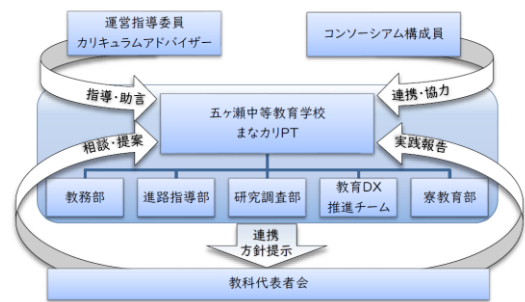 運営指導委員
カリキュラムアドバイザー
コンソーシアム構成員
指導・助言
連携・協力
五ヶ瀬中等教育学校
まなカリPT
相談・提案
実践報告
教務部
進路指導部
研究調査部
教育DX
推進チーム
寮教育部
連携
方針提示
教科代表者会